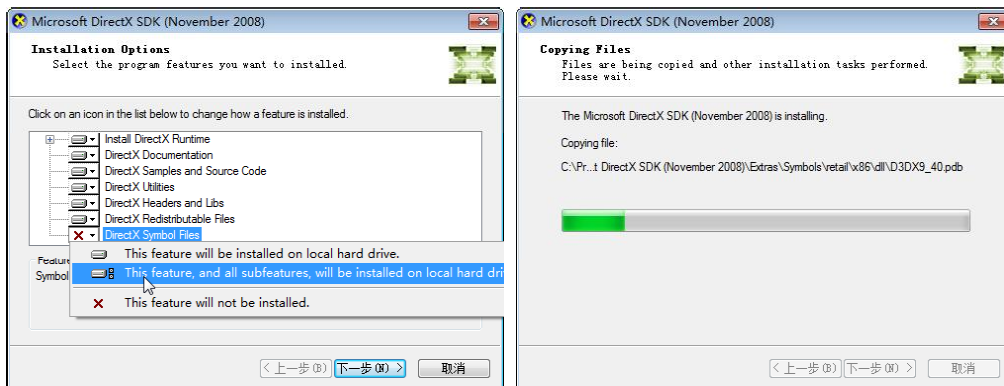 Microsoft DirectX SDK (November 2008)
Installation Options
Select the program features you want to installed.
Click on an icon in the list below to change how a feature is installed.
Install DirectX Runtime
DirectX Documentation
DirectX Samples and Source Code
DirectX Utilities
DirectX Headers and Libs
DirectX Redistributable Files
DirectX Symbol Files
This feature will be installed on local hard drive.
Feature
This feature, and all subfeatures, will be installed on local hard dri
Symbol
This feature will not be installed.
< 上一步(B)
下一步(N) >
取消
Microsoft DirectX SDK (November 2008)
Copying Files
Files are being copied and other installation tasks performed.
Please wait.
The Microsoft DirectX SDK (November 2008) is installing.
Copying file:
C:\Pr...t DirectX SDK (November 2008)\Extras\Symbols\retail\x86\dll\D3DX9_40.pdb
< 上一步(B)
下一步(N) >
取消